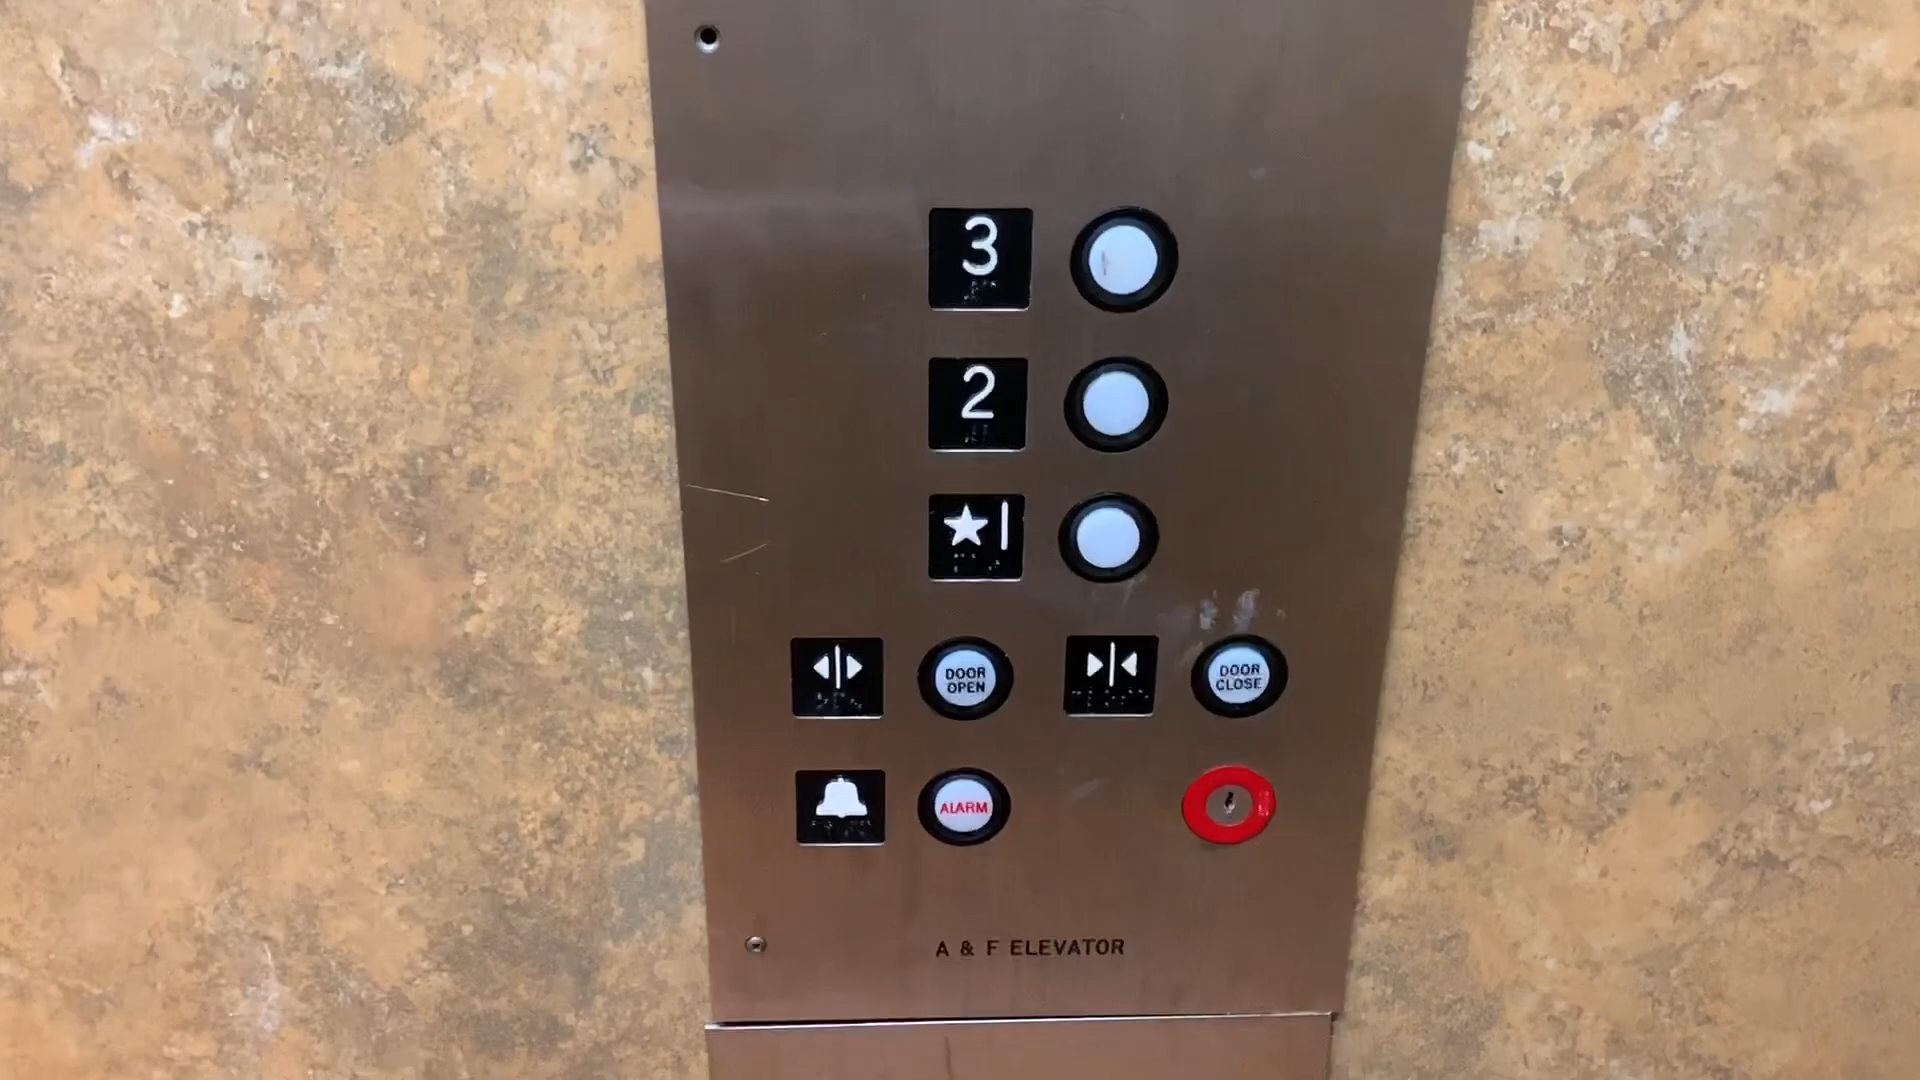 3
2
★1
DOOR
OPEN
DOOR
CLOSE
ALARM
A & F ELEVATOR